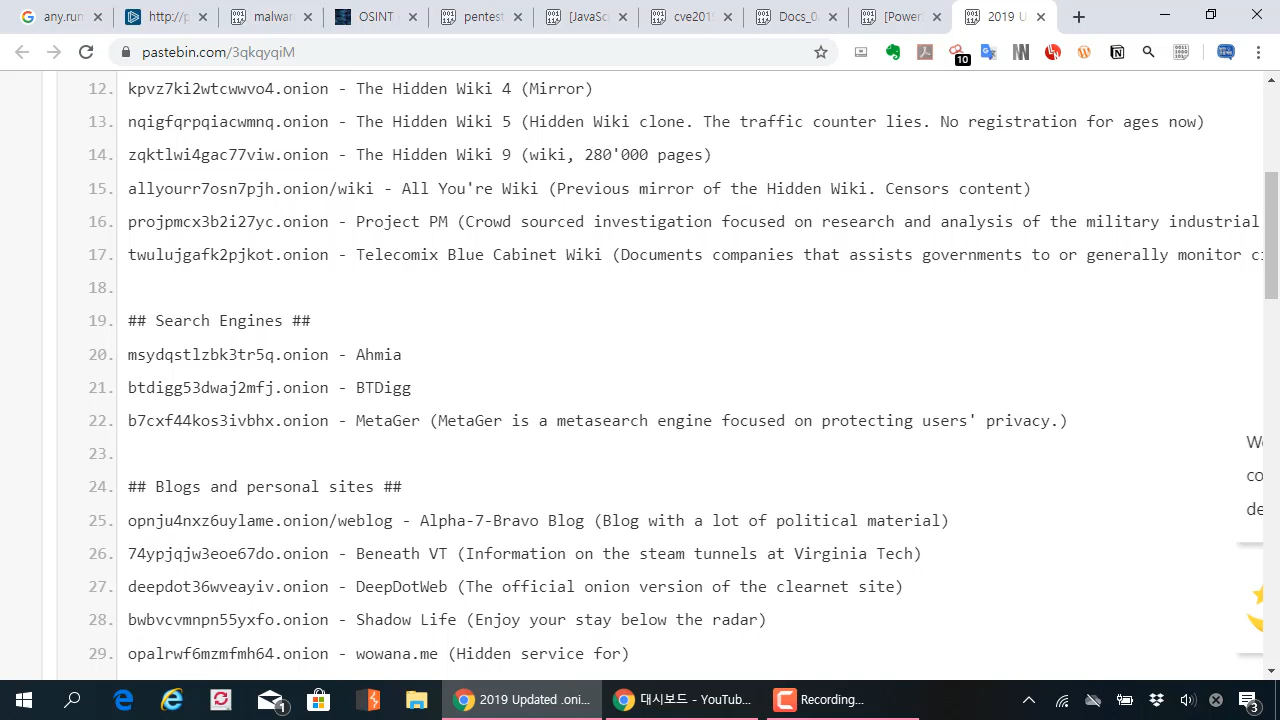 any.r
http://p
malwar
OSINT
pentest
[JavaSc
cve2015
Docs_0
[Power
2019 U
pastebin.com/3qkqyqiM
10
12. kpvz7ki2wtcwwvo4.onion - The Hidden Wiki 4 (Mirror)
13. nqigfqrpqiacwmnq.onion - The Hidden Wiki 5 (Hidden Wiki clone. The traffic counter lies. No registration for ages now)
14. zqktlwi4gac77viw.onion - The Hidden Wiki 9 (wiki, 280'000 pages)
15. allyourr7osn7pjh.onion/wiki - All You're Wiki (Previous mirror of the Hidden Wiki. Censors content)
16. projpmcx3b2i27yc.onion - Project PM (Crowd sourced investigation focused on research and analysis of the military industrial
17. twulujgafk2pjkot.onion - Telecomix Blue Cabinet Wiki (Documents companies that assists governments to or generally monitor ci
18.
19. ## Search Engines ##
20. msydqstlzbk3tr5q.onion - Ahmia
21. btdigg53dwaj2mfj.onion - BTDigg
22. b7cxf44kos3ivbhx.onion - MetaGer (MetaGer is a metasearch engine focused on protecting users' privacy.)
23.
24. ## Blogs and personal sites ##
25. opnju4nxz6uylame.onion/weblog - Alpha-7-Bravo Blog (Blog with a lot of political material)
26. 74ypjqjw3eoe67do.onion - Beneath VT (Information on the steam tunnels at Virginia Tech)
27. deepdot36wveayiv.onion - DeepDotWeb (The official onion version of the clearnet site)
28. bwbvcvmnpn55yxfo.onion - Shadow Life (Enjoy your stay below the radar)
29. opalrwf6mzmfmh64.onion - wowana.me (Hidden service for)
We
co
de
2019 Updated .oni...
대시보드 - YouTub...
Recording...
1
3